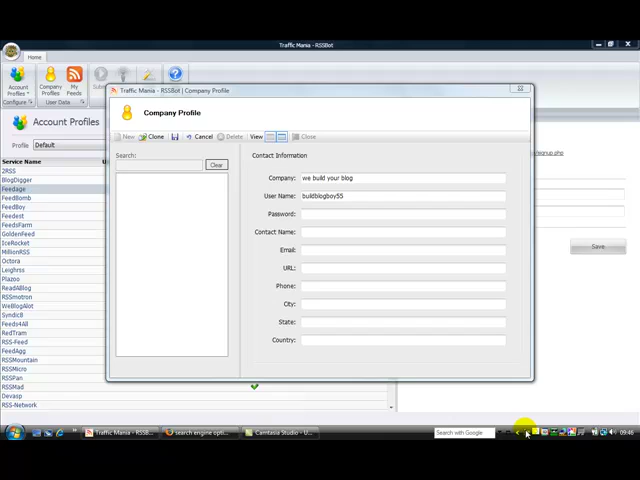 Traffic Mania - RSSBot
Home
Account Profiles
Company Profiles
My Feeds
Configure
User Data
Account Profiles
Profile Default
Service Name
2RSS
BlogDigger
Feedage
FeedBomb
FeedBoy
Feedest
FeedsFarm
GoldenFeed
IceRocket
MillionRSS
Octora
Leighrss
Plazoo
ReadABlog
RSSmotron
WeBlogAlot
Syndic8
Feeds4All
RedTram
RSS-Feed
FeedAgg
RSSMountain
RSSMicro
RSSPan
RSSMad
Devasp
RSS-Network
Save
Traffic Mania - RSSBot | Company Profile
Company Profile
New Clone Cancel Delete View Close
Search:
Clear
Contact Information
Company: we build your blog
User Name: buildblogboy55
Password:
Contact Name:
Email:
URL:
Phone:
City:
State:
Country:
Traffic Mania - RSSB...
search engine opti...
Camtasia Studio - U...
Search with Google
09:46